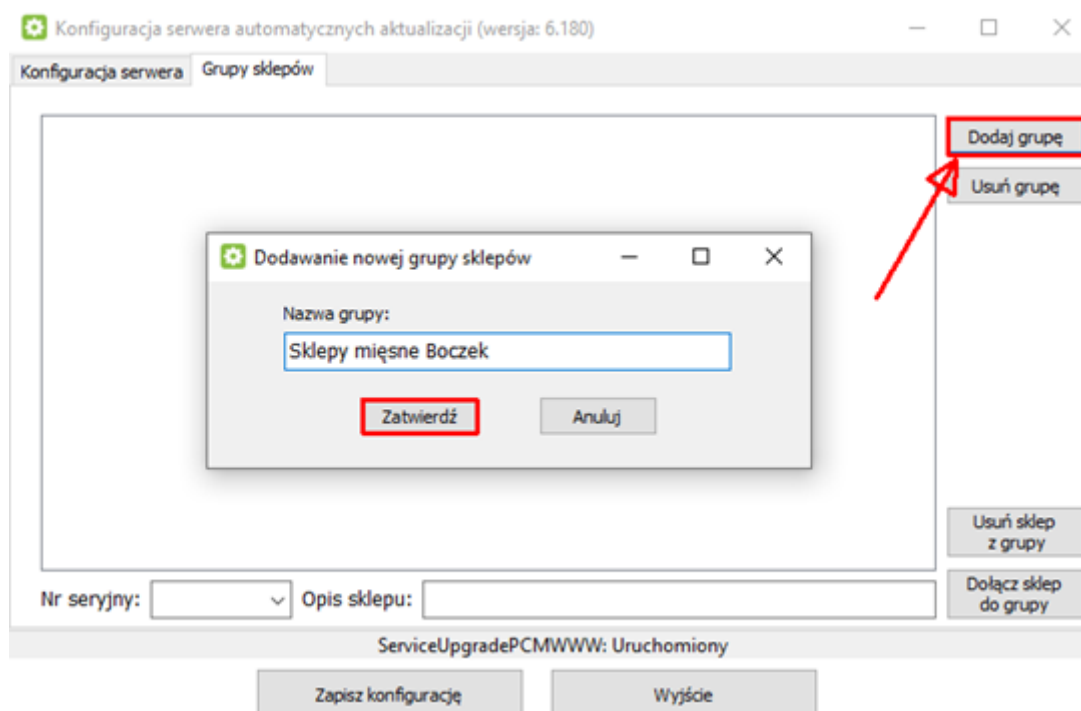 Konfiguracja serwera automatycznych aktualizacji (wersja: 6.180)
Konfiguracja serwera
Grupy sklepów
Dodaj grupę
Usuń grupę
Dodawanie nowej grupy sklepów
Nazwa grupy:
Sklepy mięsne Boczek
Zatwierdź
Anuluj
Usuń sklep
z grupy
Nr seryjny:
Opis sklepu:
Dołącz sklep
do grupy
ServiceUpgradePCMWWW: Uruchomiony
Zapisz konfigurację
Wyjście